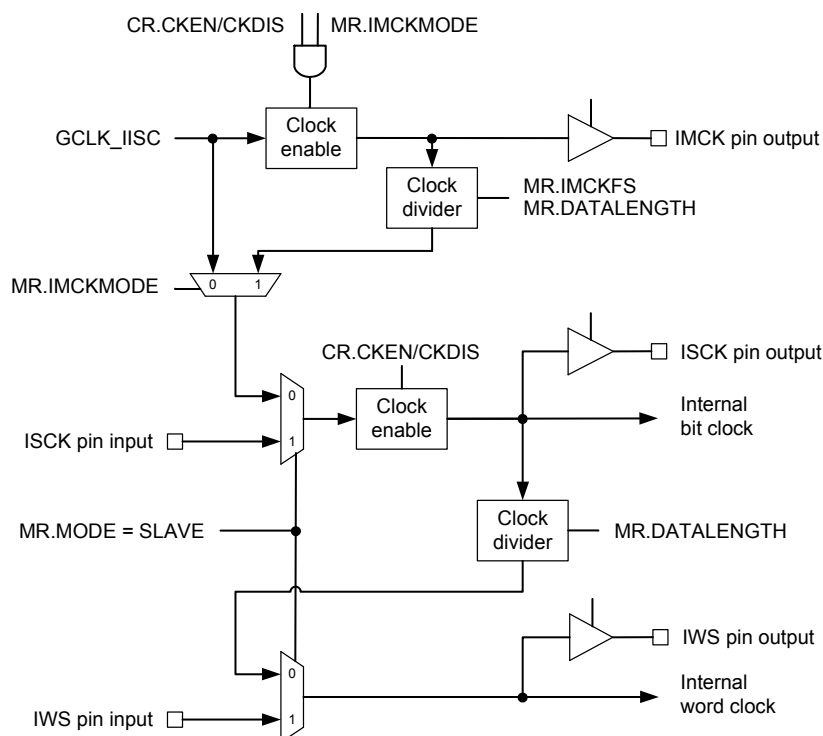 CR.CKEN/CKDIS MR.IMCKMODE
GCLK_IISC
Clock
enable
IMCK pin output
Clock
divider
MR.IMCKFS
MR.DATALENGTH
MR.IMCKMODE
0 1
CR.CKEN/CKDIS
ISCK pin output
0
Clock
enable
Internal
bit clock
ISCK pin input
1
MR.MODE = SLAVE
Clock
divider
MR.DATALENGTH
IWS pin output
0
Internal
word clock
IWS pin input
1